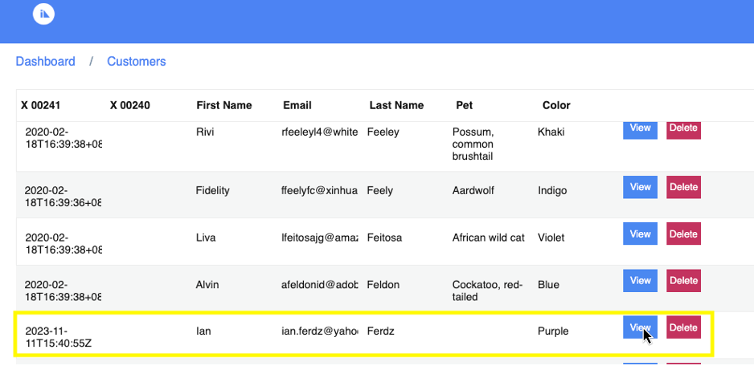 Dashboard / Customers
X 00241 X 00240 First Name Email Last Name Pet Color
2020-02- Rivi rfeeleyl4@white Feeley Possum, Khaki View Delete
18T16:39:38+08 common
brushtail
2020-02- Fidelity ffeelyfc@xinhua Feely Aardwolf Indigo View Delete
18T16:39:36+08
2020-02- Liva lfeitosajg@ama Feitosa African wild cat Violet View Delete
18T16:39:38+08
2020-02- Alvin afeldonid@adob Feldon Cockatoo, red- Blue View Delete
18T16:39:38+08 tailed
2023-11- Ian ian.ferdz@yaho Ferdz Purple View Delete
11T15:40:55Z